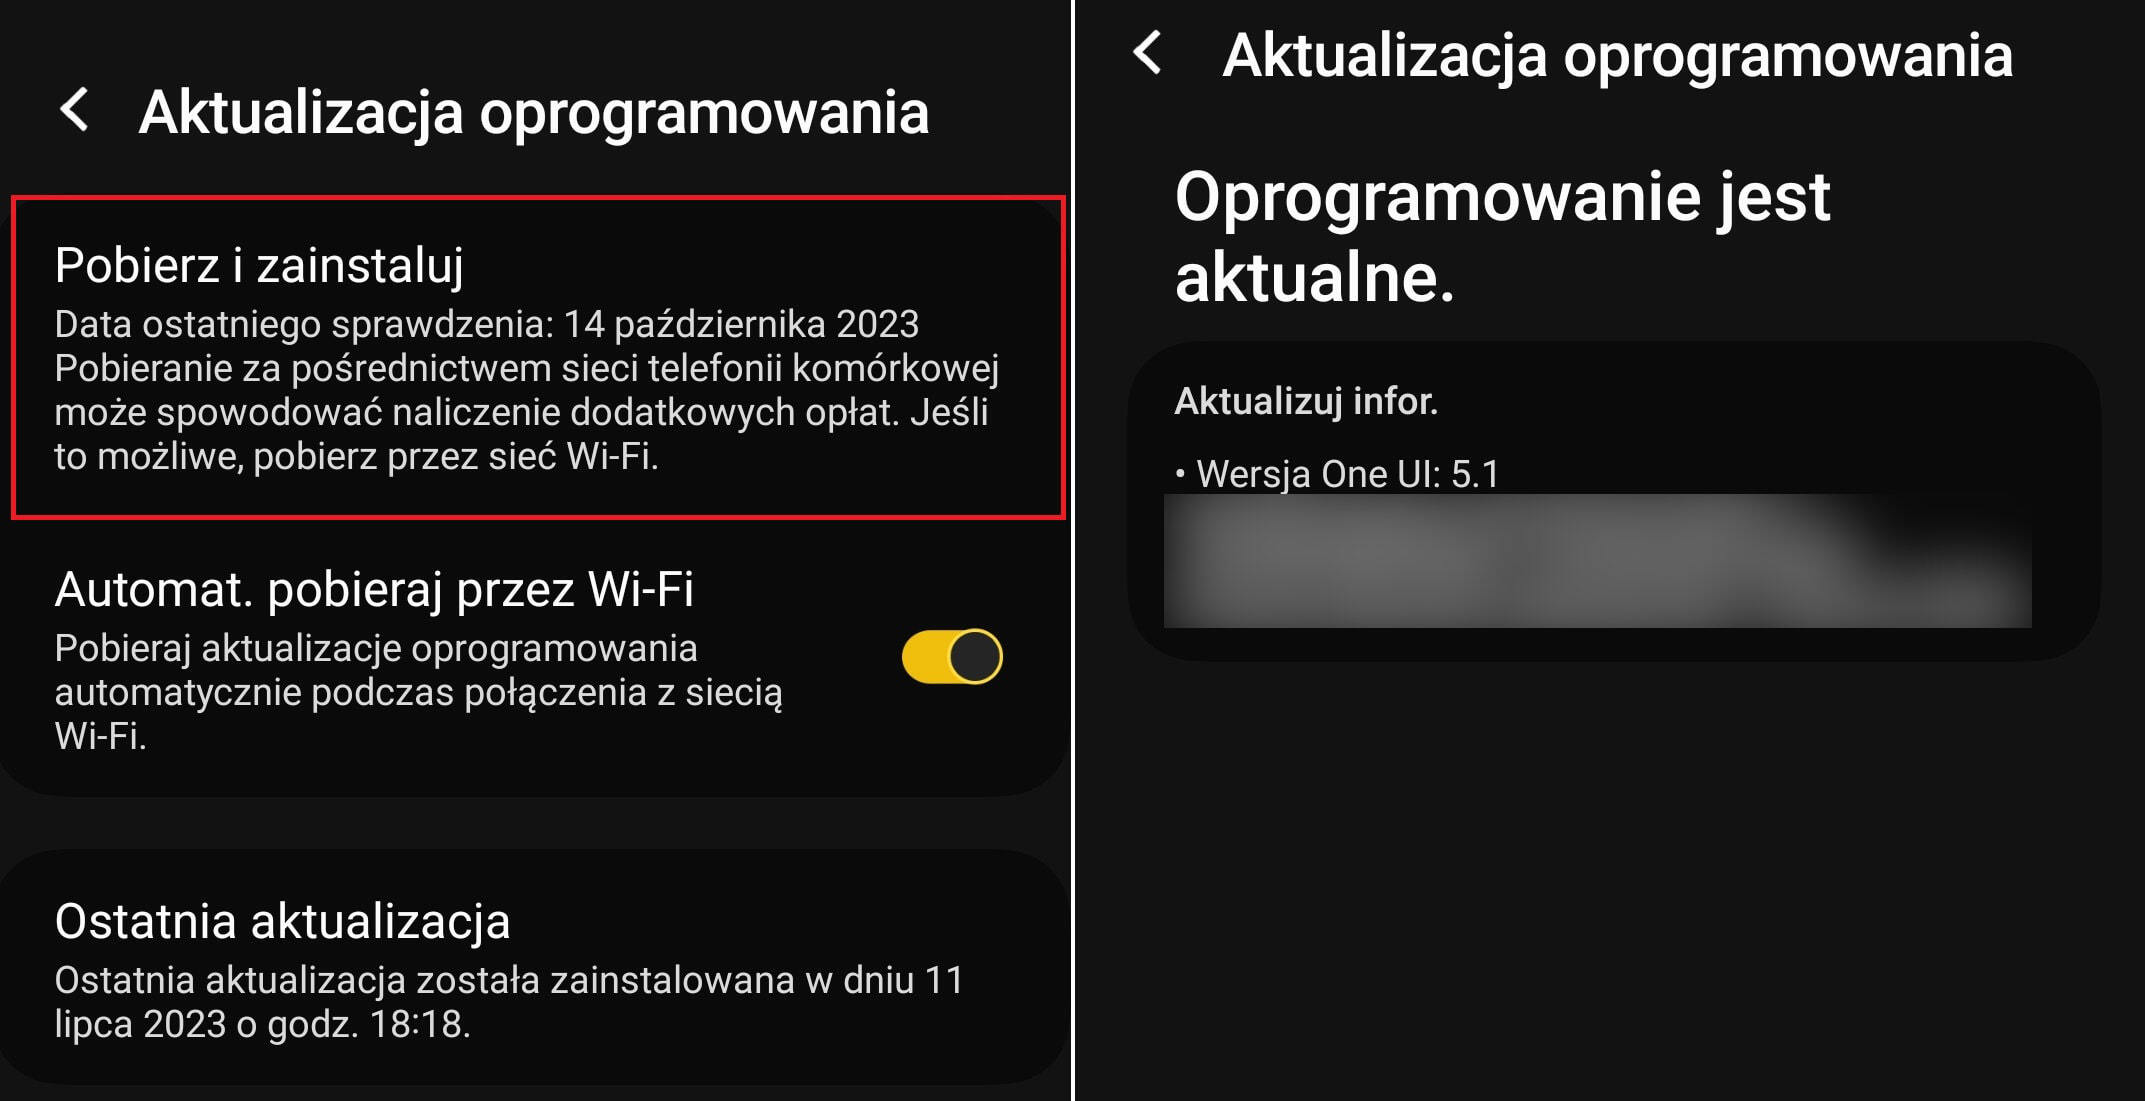 Aktualizacja oprogramowania
Pobierz i zainstaluj
Data ostatniego sprawdzenia: 14 października 2023
Pobieranie za pośrednictwem sieci telefonii komórkowej
może spowodować naliczenie dodatkowych opłat. Jeśli
to możliwe, pobierz przez sieć Wi-Fi.
Automat. pobieraj przez Wi-Fi
Pobieraj aktualizacje oprogramowania
automatycznie podczas połączenia z siecią
Wi-Fi.
Ostatnia aktualizacja
Ostatnia aktualizacja została zainstalowana w dniu 11
lipca 2023 o godz. 18:18.
Aktualizacja oprogramowania
Oprogramowanie jest
aktualne.
Aktualizuj infor.
• Wersja One UI: 5.1